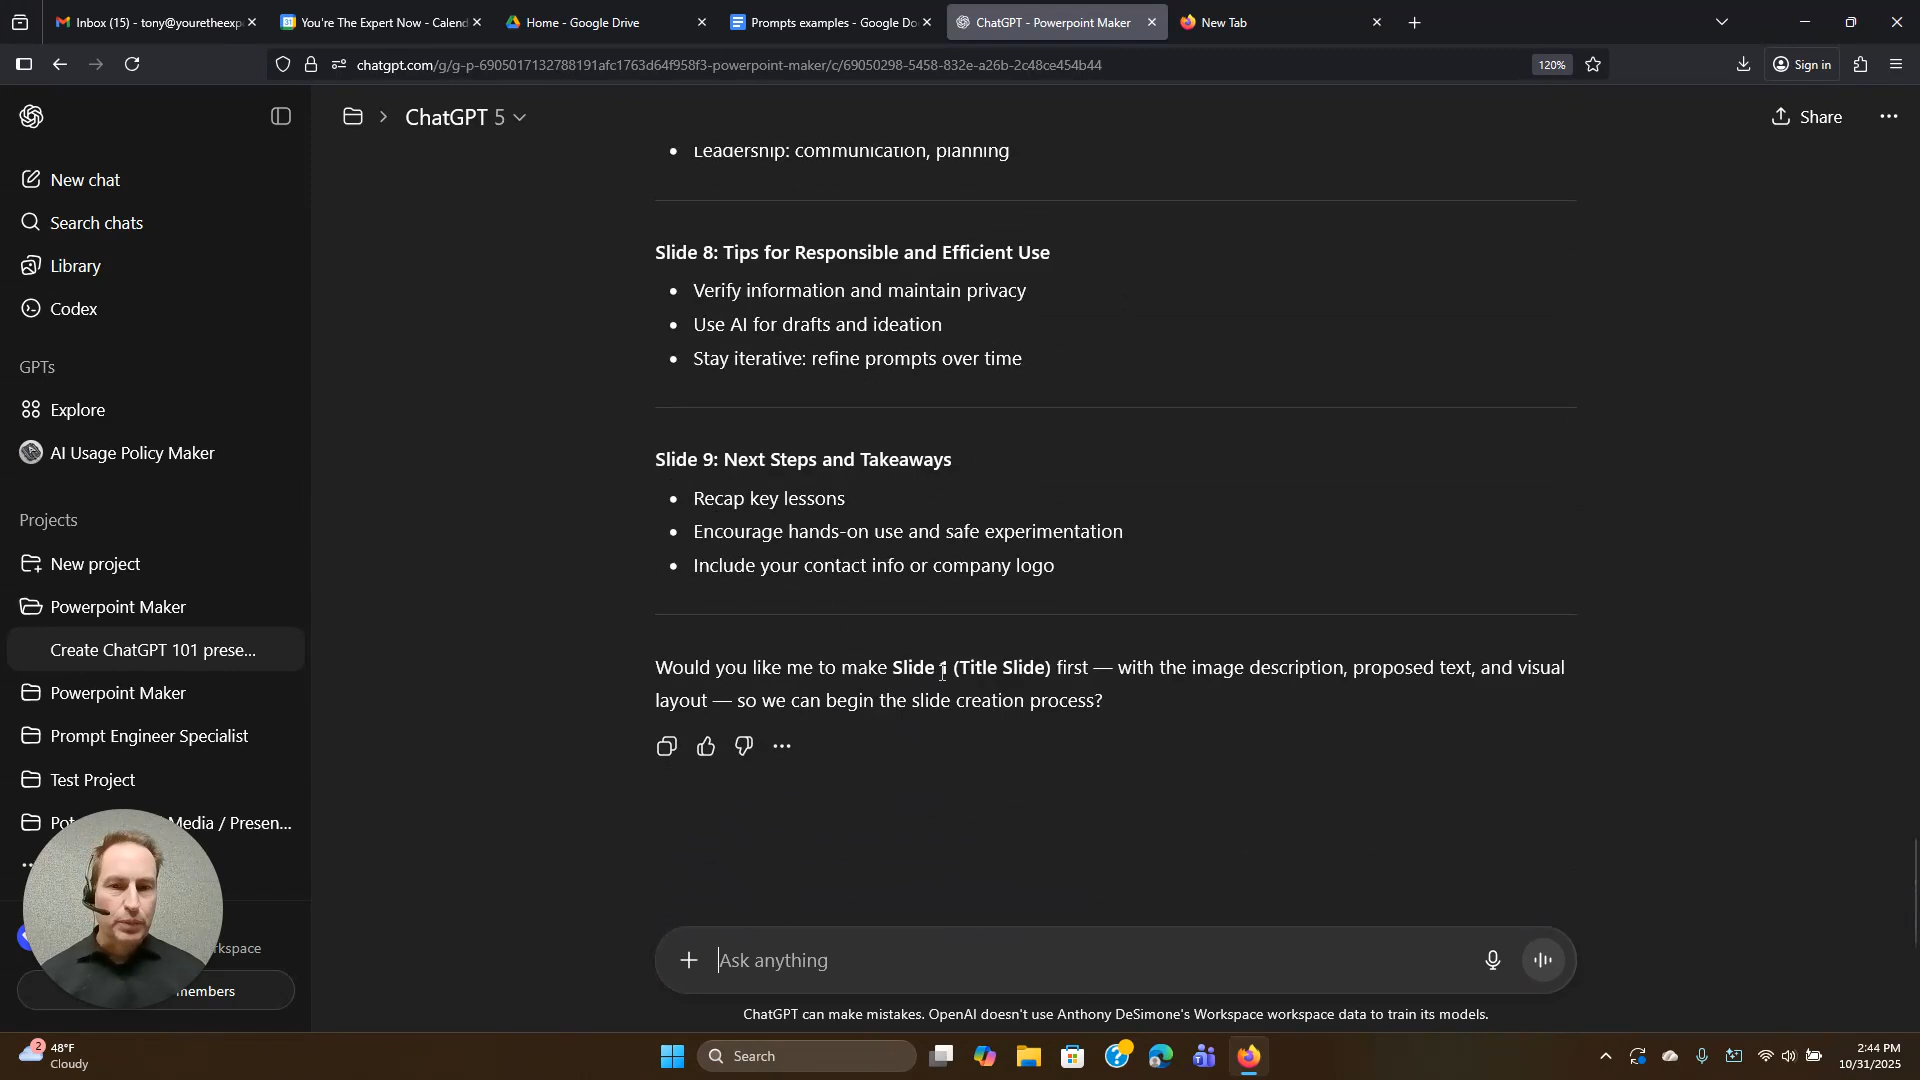 Inbox (15) - tony@youretheexp
You're The Expert Now - Calend
Home - Google Drive
Prompts examples - Google Do
ChatGPT - Powerpoint Maker
New Tab
chatgpt.com/g/g-p-6905017132788191afc1763d64f958f3-powerpoint-maker/c/69050298-5458-832e-a26b-2c48ce454b44
120%
Sign in
ChatGPT 5
Share
New chat
Search chats
Library
Codex
GPTs
Explore
AI Usage Policy Maker
Projects
New project
Powerpoint Maker
Create ChatGPT 101 prese...
Powerpoint Maker
Prompt Engineer Specialist
Test Project
Media / Presen...
members
Leadership: communication, planning
Slide 8: Tips for Responsible and Efficient Use
Verify information and maintain privacy
Use AI for drafts and ideation
Stay iterative: refine prompts over time
Slide 9: Next Steps and Takeaways
Recap key lessons
Encourage hands-on use and safe experimentation
Include your contact info or company logo
Would you like me to make Slide 1 (Title Slide) first — with the image description, proposed text, and visual
layout — so we can begin the slide creation process?
Ask anything
ChatGPT can make mistakes. OpenAI doesn't use Anthony DeSimone's Workspace workspace data to train its models.
2
48°F
Cloudy
Search
2:44 PM
10/31/2025